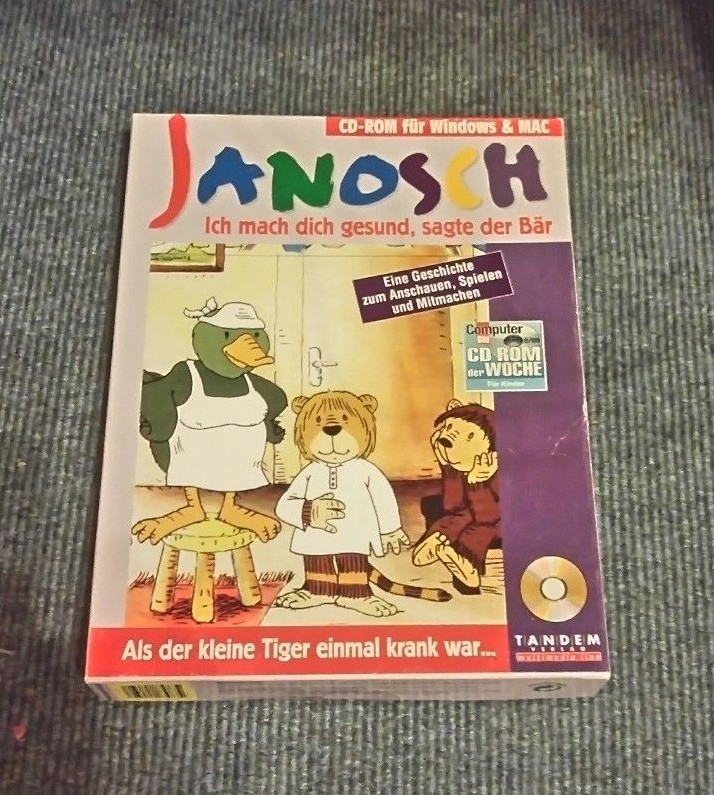 CD-ROM für Windows & MAC
JANOSCH
Ich mach dich gesund, sagte der Bär
Eine Geschichte
zum Anschauen, Spielen
und Mitmachen
Computer
CD-ROM
der WOCHE
Für Kinder
Als der kleine Tiger einmal krank war...
TANDEM
VERLAG